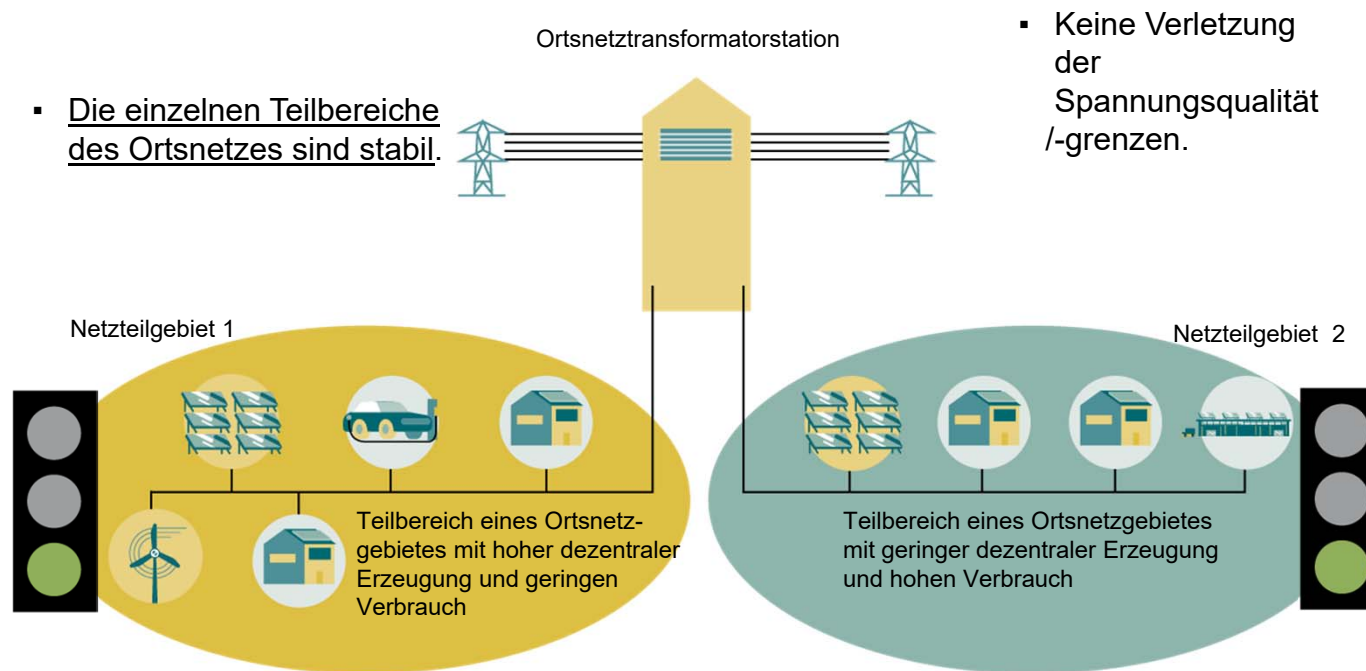 Ortsnetztransformatorstation
▪ Die einzelnen Teilbereiche
des Ortsnetzes sind stabil.
▪ Keine Verletzung
der
Spannungsqualität
/-grenzen.
Netzteilgebiet 1
Teilbereich eines Ortsnetz-
gebietes mit hoher dezentraler
Erzeugung und geringen
Verbrauch
Netzteilgebiet 2
Teilbereich eines Ortsnetzgebietes
mit geringer dezentraler Erzeugung
und hohen Verbrauch